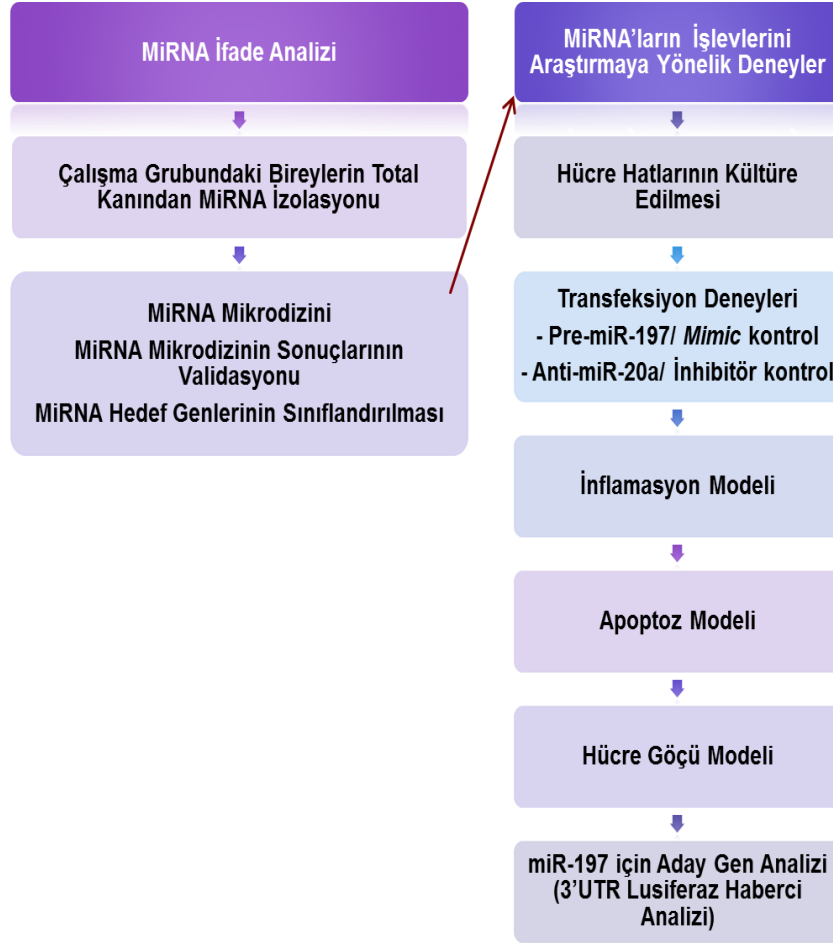 MiRNA İfade Analizi
Çalışma Grubundaki Bireylerin Total
Kanından MiRNA İzolasyonu
MiRNA Mikrodizini
MiRNA Mikrodizinin Sonuçlarının
Validasyonu
MiRNA Hedef Genlerinin Sınıflandırılması
MiRNA’ların İşlevlerini
Araştırmaya Yönelik Deneyler
Hücre Hatlarının Kültüre
Edilmesi
Transfeksiyon Deneyleri
- Pre-miR-197/ Mimic kontrol
- Anti-miR-20a/ İnhibitör kontrol
İnflamasyon Modeli
Apoptoz Modeli
Hücre Göçü Modeli
miR-197 için Aday Gen Analizi
(3’UTR Lusiferaz Haberci
Analizi)